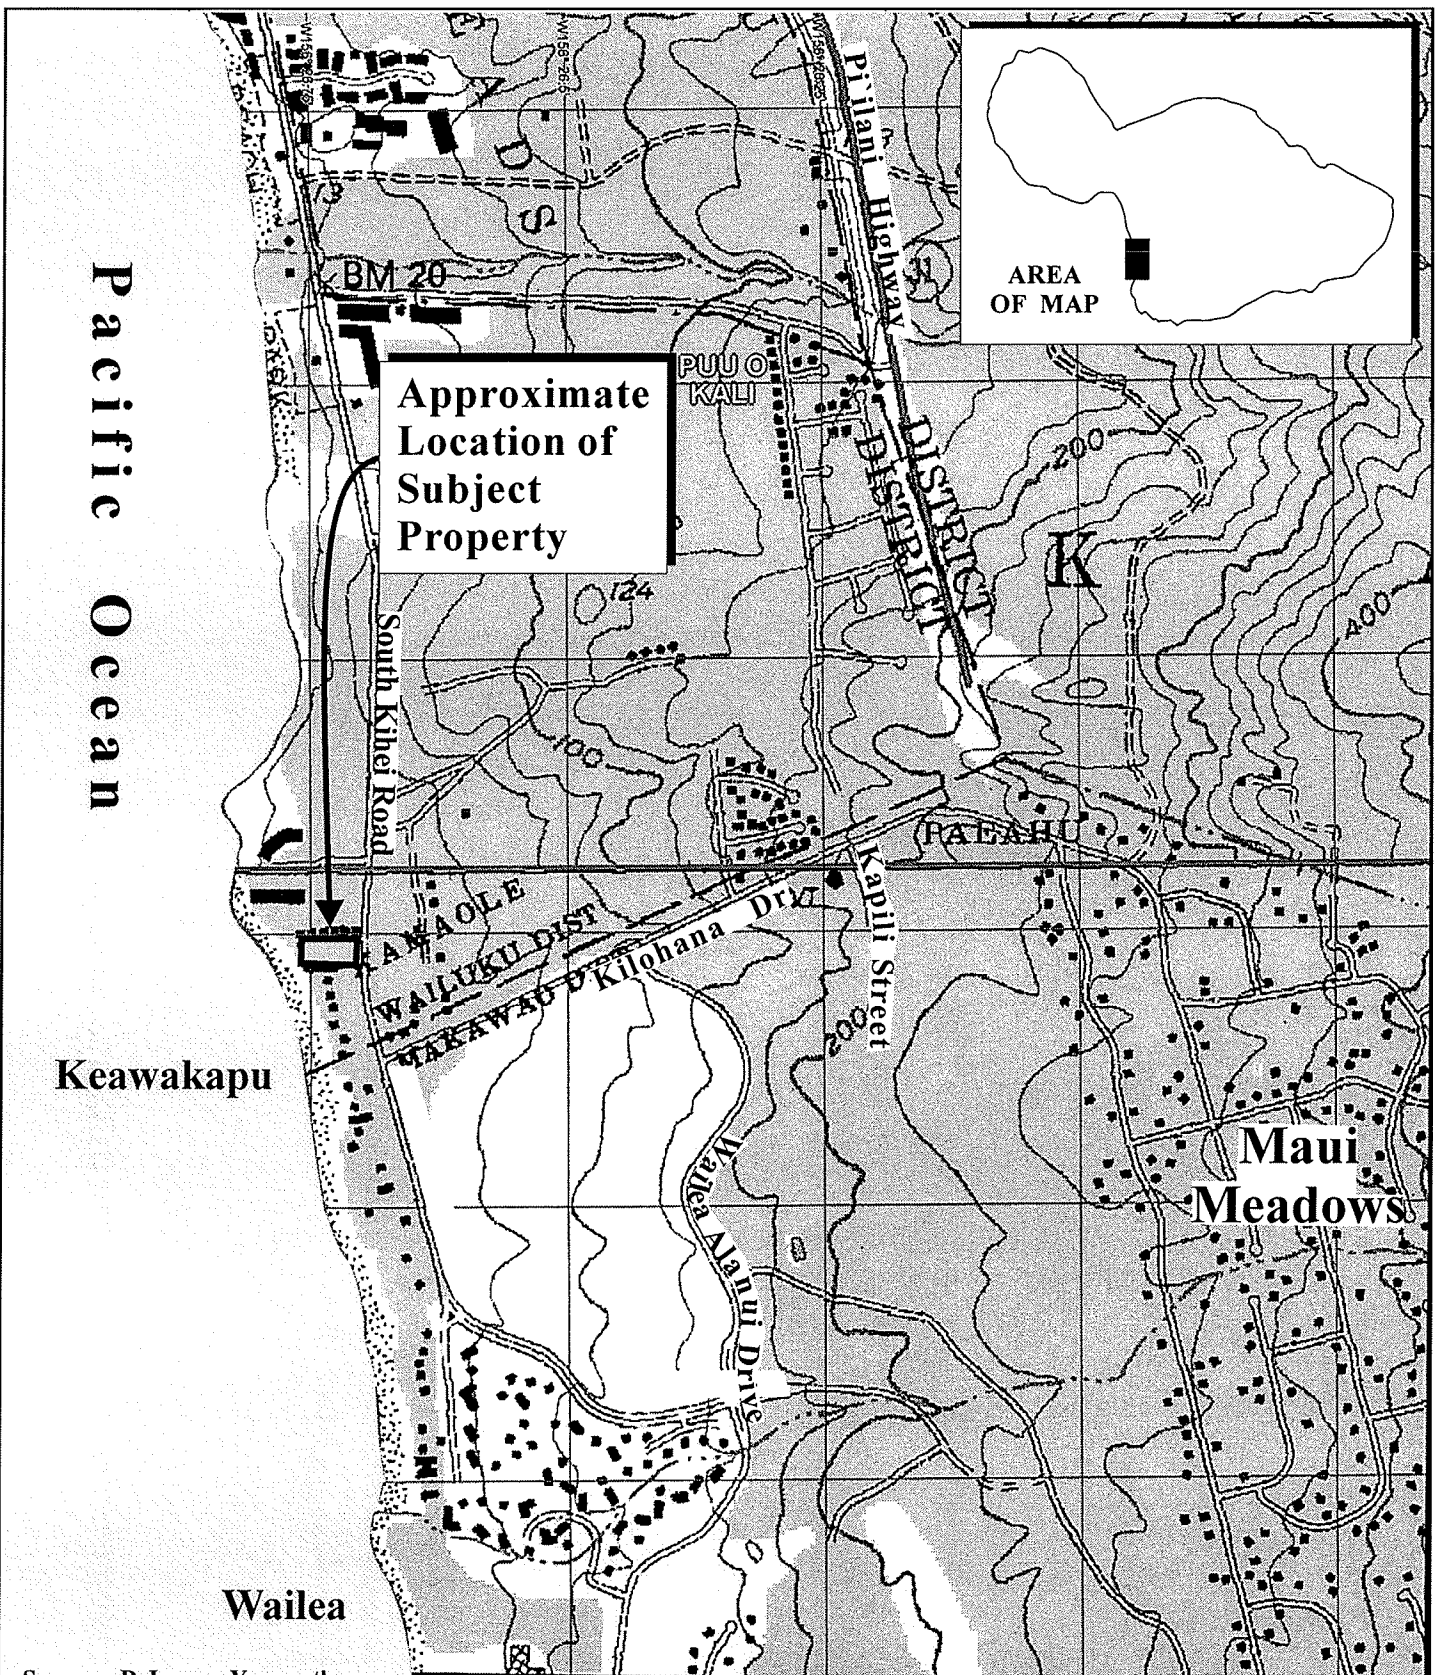 Pi`ilani Highway
AREA
OF MAP
D
S
BM 20
31
Pacific Ocean
PUU O
KALI
Approximate
Location of
Subject
Property
DISTRICT
DISTRICT
200
K
124
400
South Kihei Road
100
PAEAHU
KAMAOLE
WAILUKU DIST
MAKAWAO D
Kilohana Dr
Kapili Street
200
Keawakapu
Maui
Meadows
Wailea Alanui Drive
Wailea